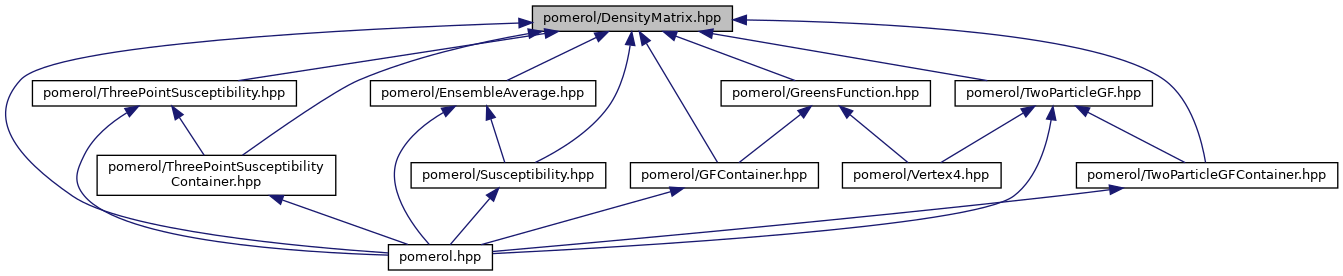 pomerol/DensityMatrix.hpp
pomerol/ThreePointSusceptibility.hpp
pomerol/EnsembleAverage.hpp
pomerol/GreensFunction.hpp
pomerol/TwoParticleGF.hpp
pomerol/ThreePointSusceptibility
Container.hpp
pomerol/Susceptibility.hpp
pomerol/GFContainer.hpp
pomerol/Vertex4.hpp
pomerol/TwoParticleGFContainer.hpp
pomerol.hpp